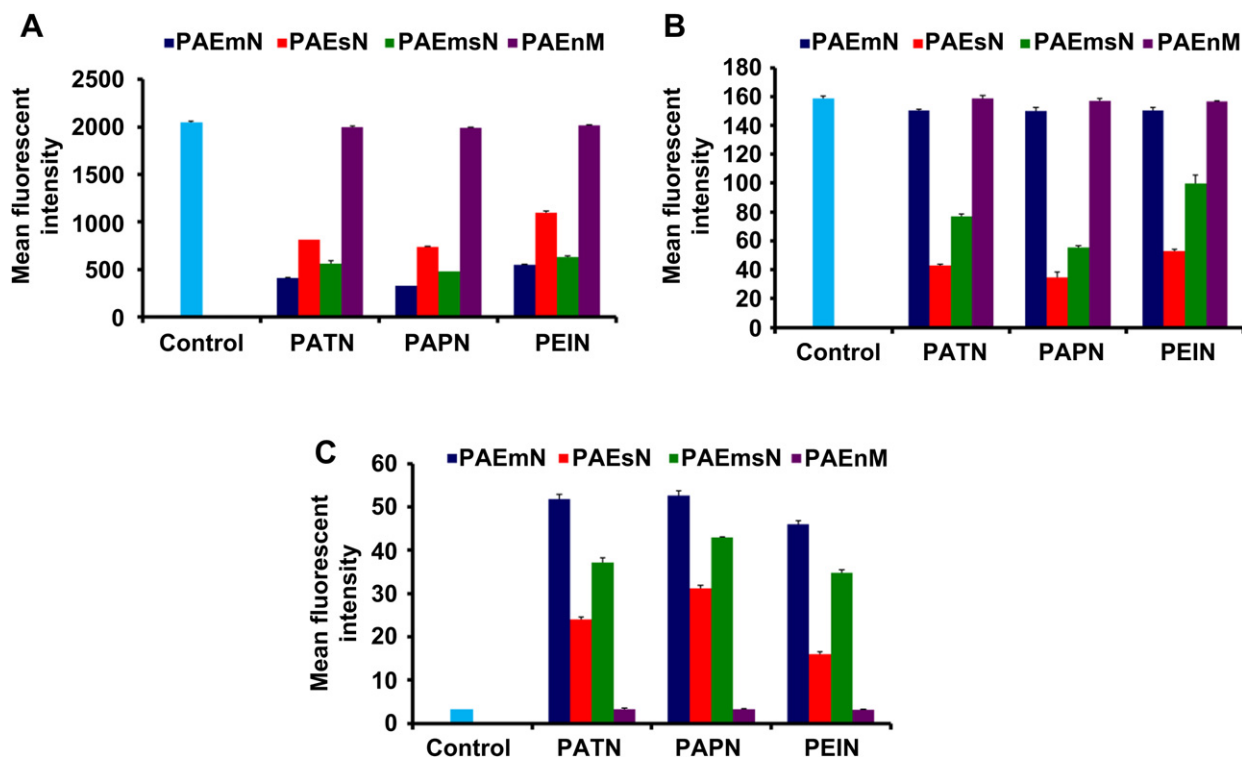 A
PAEmN PAEsN PAEmsN PAEnM
Mean fluorescent
intensity
2500
2000
1500
1000
500
0
Control PATN PAPN PEIN
B
PAEmN PAEsN PAEmsN PAEnM
Mean fluorescent
intensity
180
160
140
120
100
80
60
40
20
0
Control PATN PAPN PEIN
C
PAEmN PAEsN PAEmsN PAEnM
Mean fluorescent
intensity
60
50
40
30
20
10
0
Control PATN PAPN PEIN